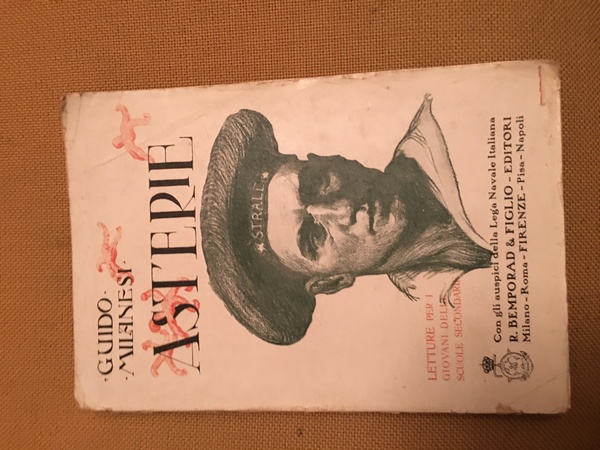 ·GUIDO·
·MILANESI·
ASTERIE
★STRALE★
LETTURE PER I
GIOVANI DELLE
SCUOLE SECONDARIE
Con gli auspici della Lega Navale Italiana
R. BEMPORAD & FIGLIO - EDITORI
Milano - Roma - FIRENZE - Pisa - Napoli